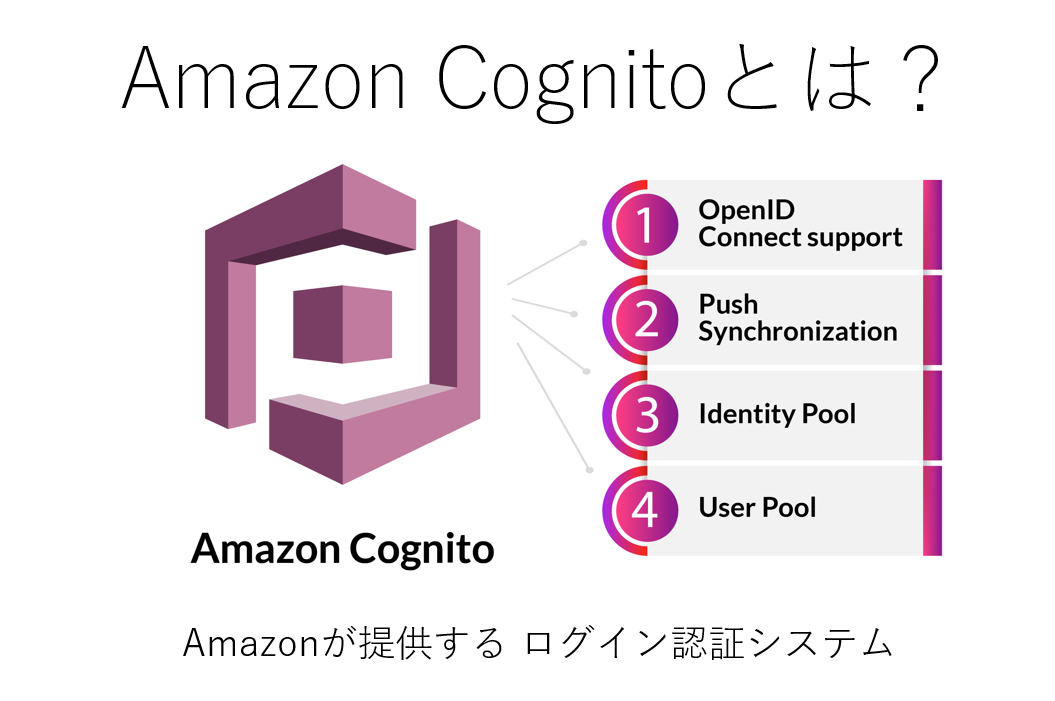 Amazon Cognitoとは？
1
OpenID
Connect support
2
Push
Synchronization
3
Identity Pool
4
User Pool
Amazon Cognito
Amazonが提供する ログイン認証システム